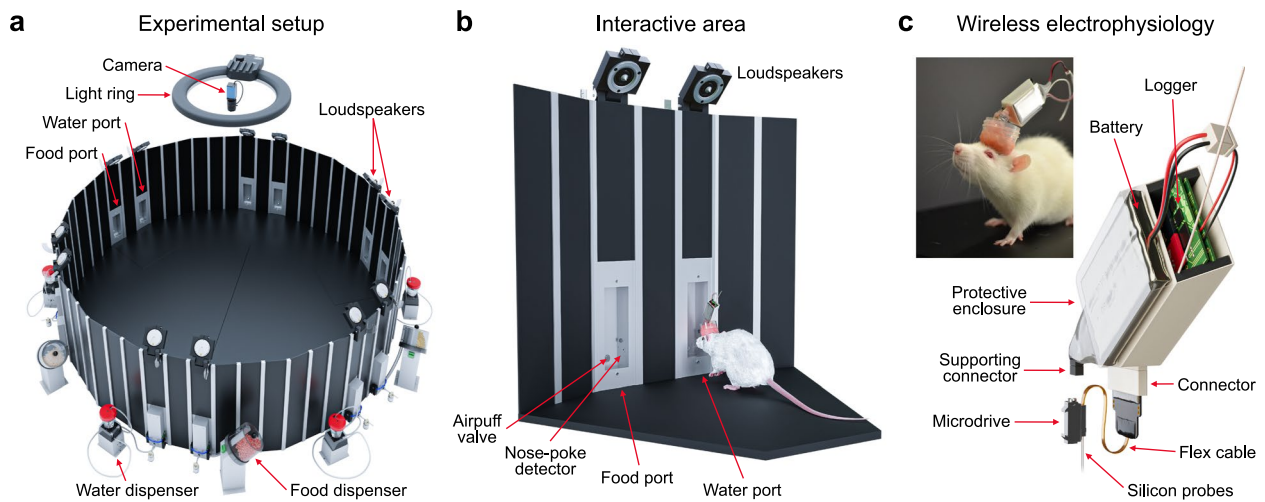 a
Experimental setup
Camera
Light ring
Water port
Food port
Loudspeakers
Water dispenser
Food dispenser
b
Interactive area
Loudspeakers
Airpuff
valve
Nose-poke
detector
Food port
Water port
c
Wireless electrophysiology
Logger
Battery
Protective
enclosure
Supporting
connector
Microdrive
Connector
Flex cable
Silicon probes